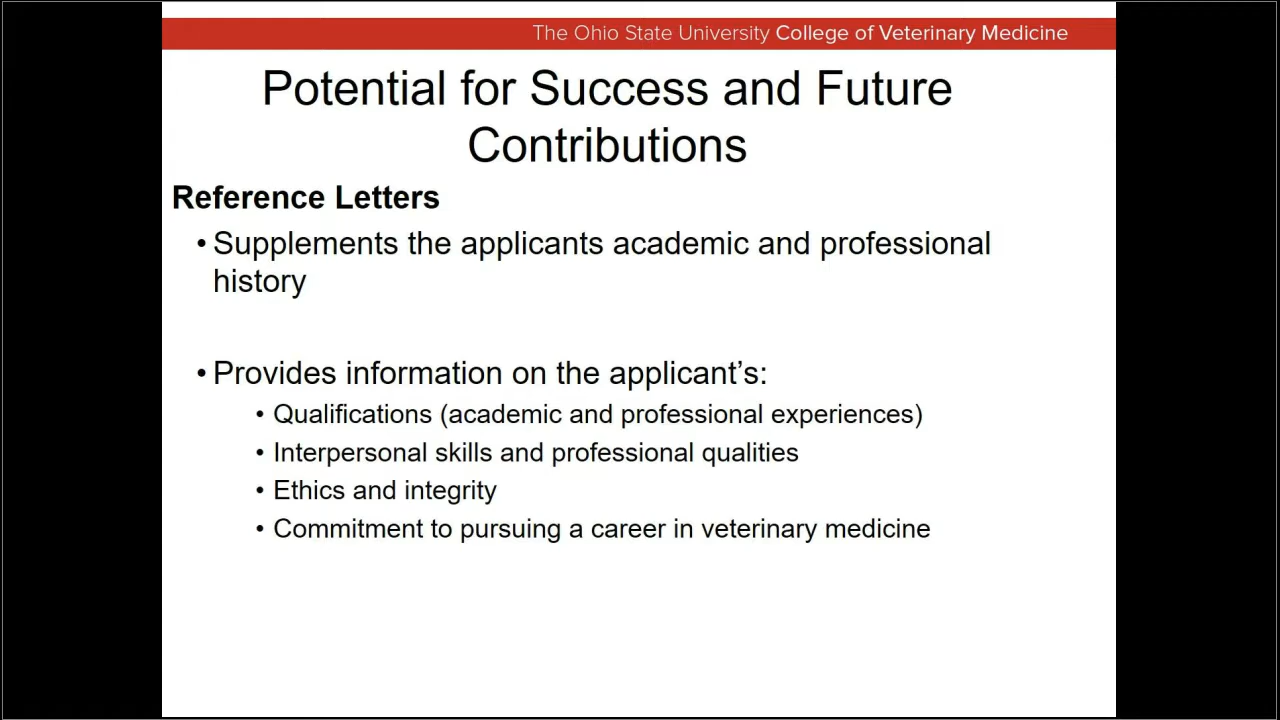 The Ohio State University College of Veterinary Medicine
Potential for Success and Future
Contributions
Reference Letters
• Supplements the applicants academic and professional
history
• Provides information on the applicant’s:
• Qualifications (academic and professional experiences)
• Interpersonal skills and professional qualities
• Ethics and integrity
• Commitment to pursuing a career in veterinary medicine